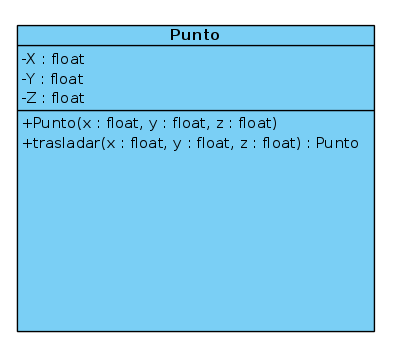 Punto
-X : float
-Y : float
-Z : float
+Punto(x : float, y : float, z : float)
+trasladar(x : float, y : float, z : float) : Punto